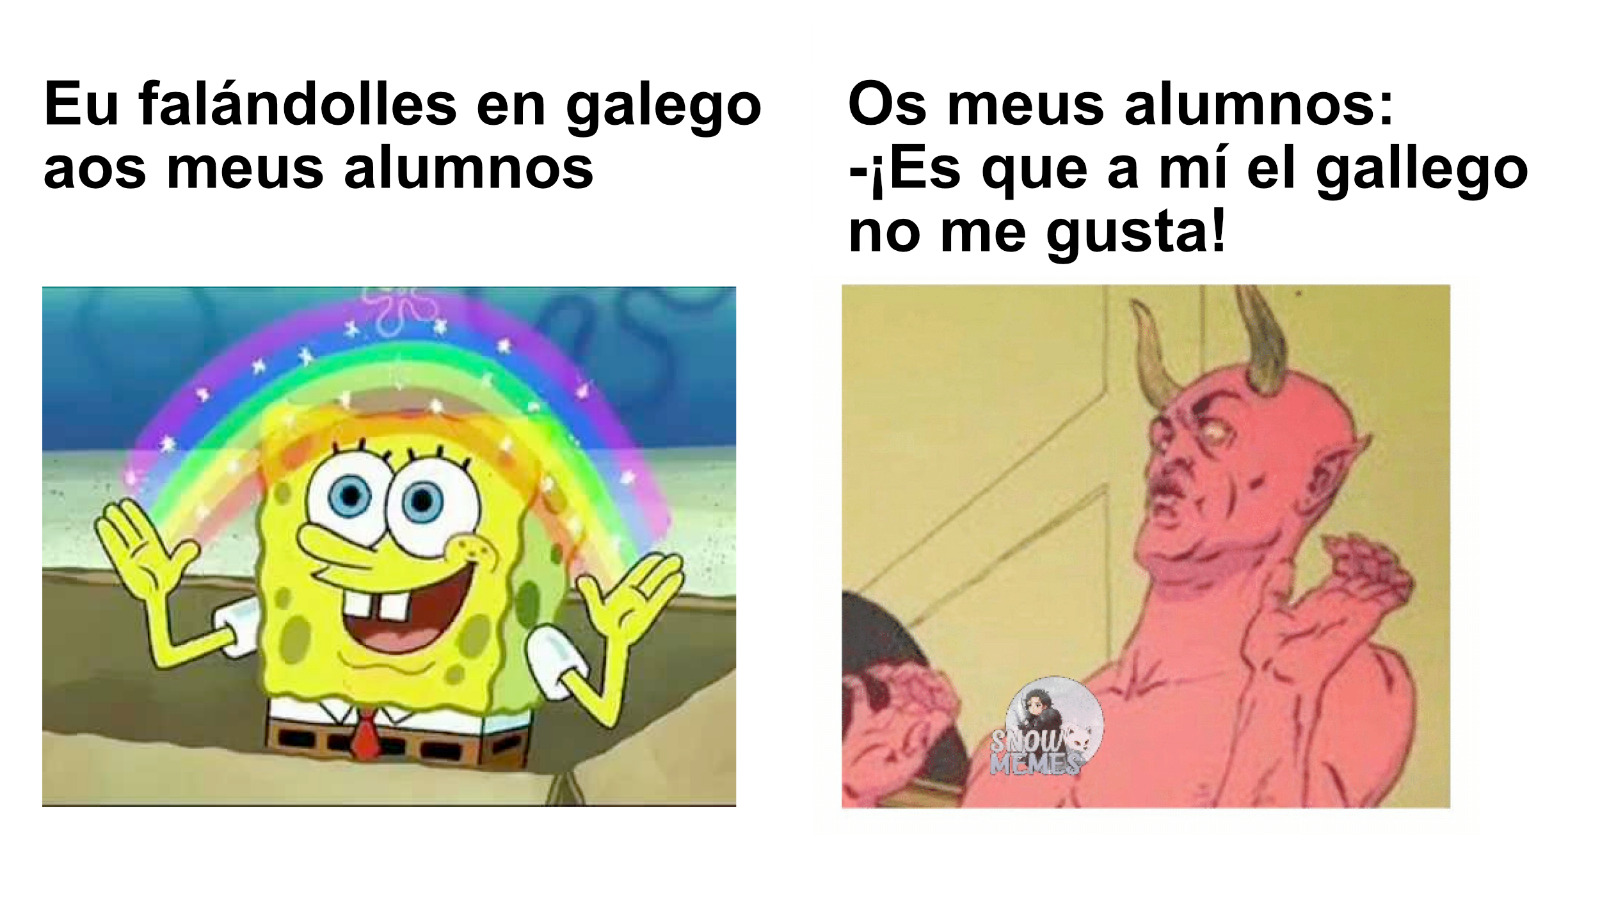 Eu falándolles en galego
aos meus alumnos
Os meus alumnos:
-¡Es que a mí el gallego
no me gusta!
SNOW
MEMES